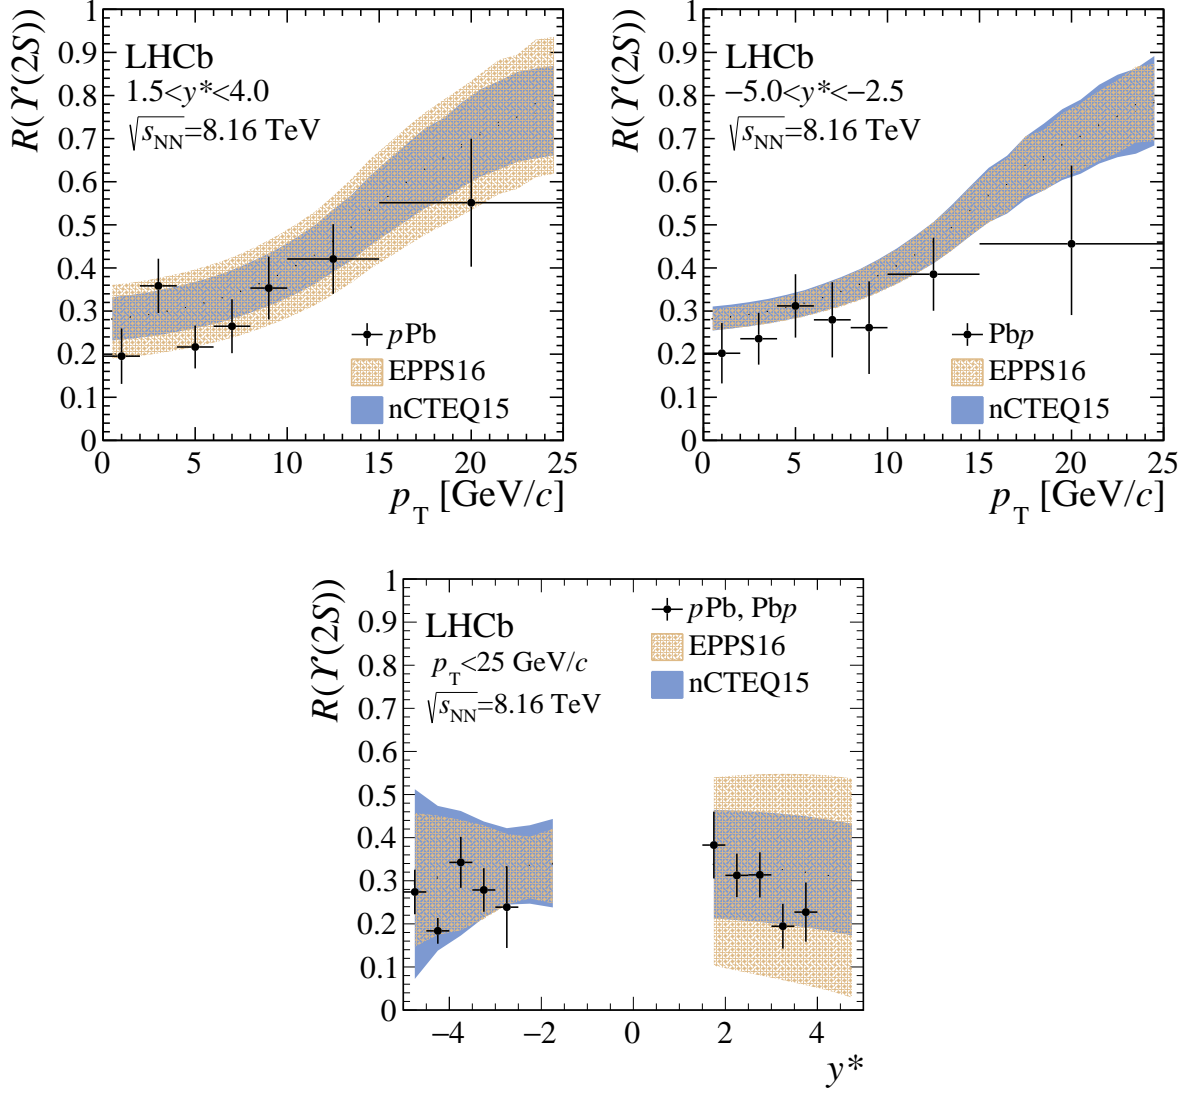 R(ϒ(2S))
1
0.9
0.8
0.7
0.6
0.5
0.4
0.3
0.2
0.1
0
LHCb
1.5<y*<4.0
√sNN=8.16 TeV
pPb
EPPS16
nCTEQ15
0 5 10 15 20 25
pT [GeV/c]
R(ϒ(2S))
1
0.9
0.8
0.7
0.6
0.5
0.4
0.3
0.2
0.1
0
LHCb
−5.0<y*<−2.5
√sNN=8.16 TeV
Pbp
EPPS16
nCTEQ15
0 5 10 15 20 25
pT [GeV/c]
R(ϒ(2S))
1
0.9
0.8
0.7
0.6
0.5
0.4
0.3
0.2
0.1
0
LHCb
pT<25 GeV/c
√sNN=8.16 TeV
pPb, Pbp
EPPS16
nCTEQ15
−4 −2 0 2 4
y*